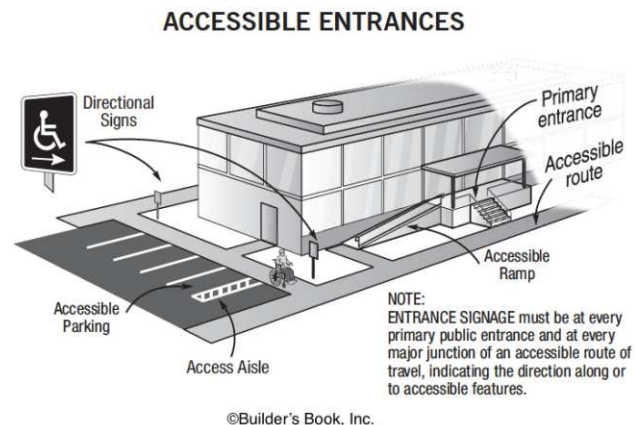 ACCESSIBLE ENTRANCES
Directional
Signs
Primary
entrance
Accessible
route
Accessible
Ramp
Accessible
Parking
Access Aisle
NOTE:
ENTRANCE SIGNAGE must be at every
primary public entrance and at every
major junction of an accessible route of
travel, indicating the direction along or
to accessible features.
©Builder's Book, Inc.